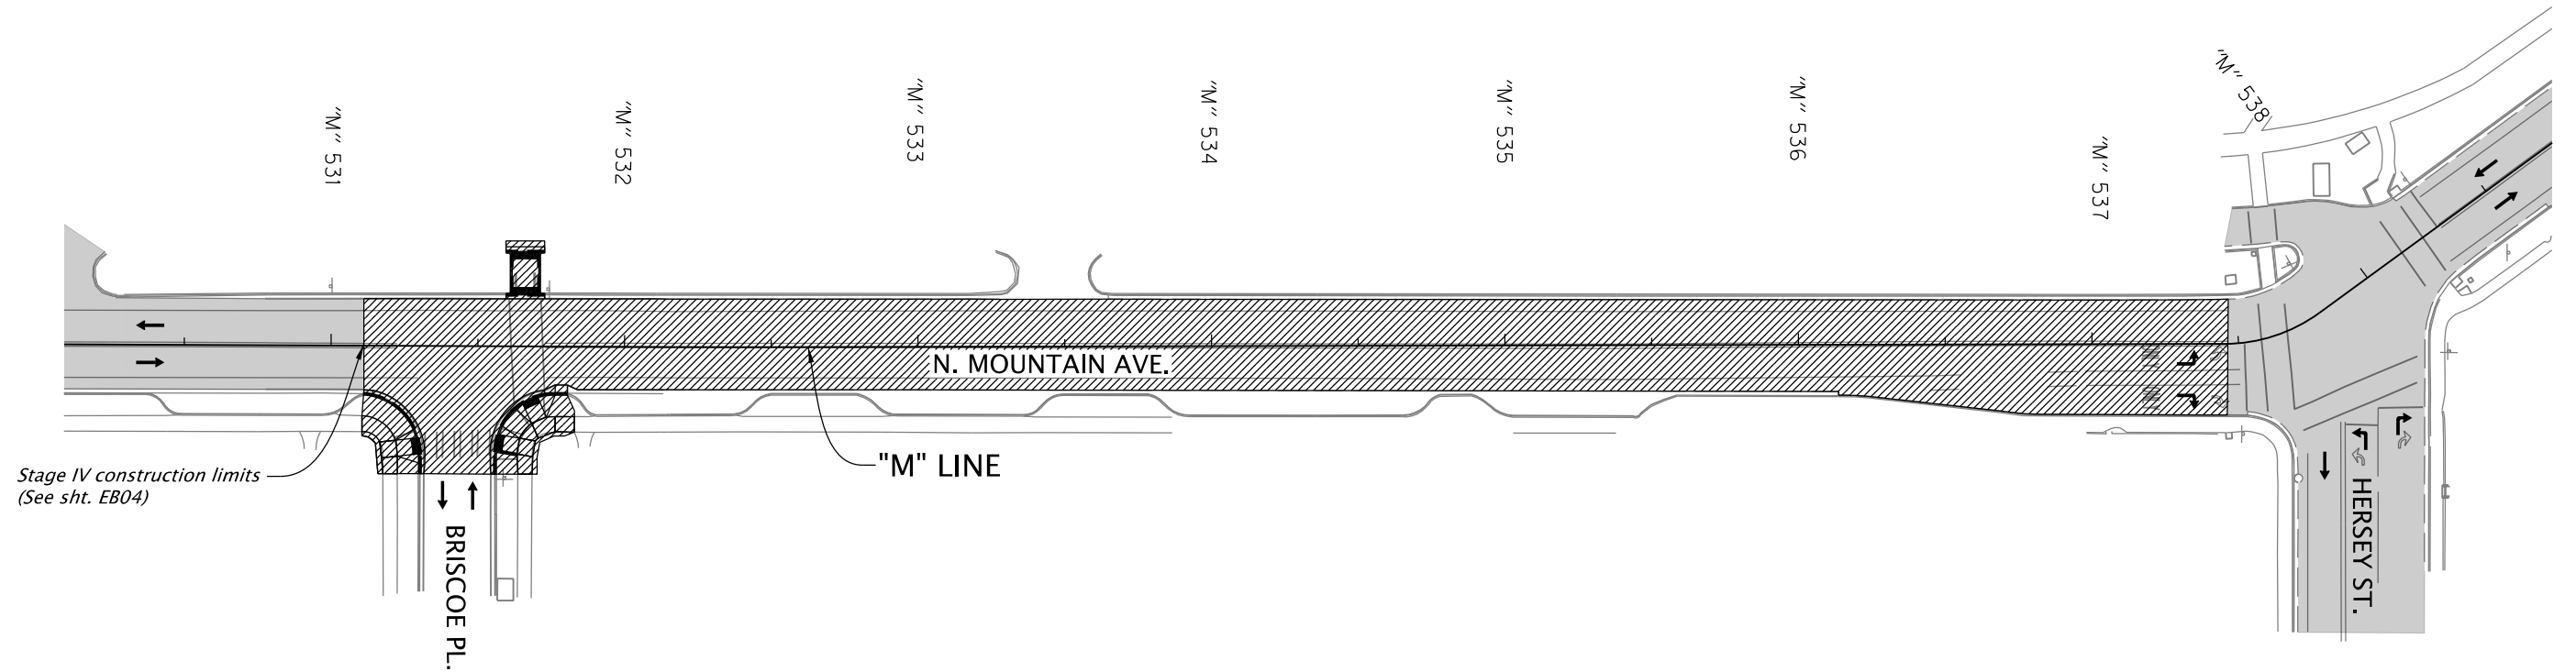 "M" 531
"M" 532
"M" 533
"M" 534
"M" 535
"M" 536
"M" 537
"M" 538
N. MOUNTAIN AVE.
"M" LINE
Stage IV construction limits
(See sht. EB04)
BRISCOE PL.
HERSEY ST.